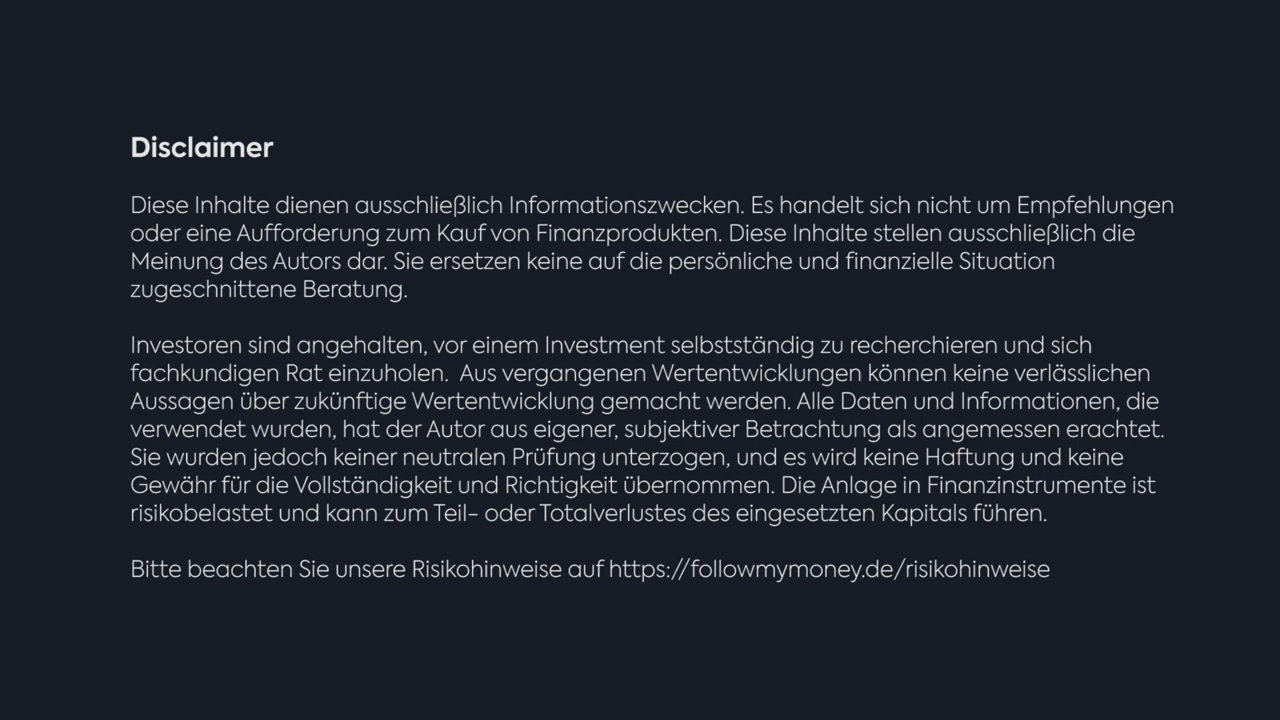 Disclaimer
Diese Inhalte dienen ausschließlich Informationszwecken. Es handelt sich nicht um Empfehlungen
oder eine Aufforderung zum Kauf von Finanzprodukten. Diese Inhalte stellen ausschließlich die
Meinung des Autors dar. Sie ersetzen keine auf die persönliche und finanzielle Situation
zugeschnittene Beratung.
Investoren sind angehalten, vor einem Investment selbstständig zu recherchieren und sich
fachkundigen Rat einzuholen.  Aus vergangenen Wertentwicklungen können keine verlässlichen
Aussagen über zukünftige Wertentwicklung gemacht werden. Alle Daten und Informationen, die
verwendet wurden, hat der Autor aus eigener, subjektiver Betrachtung als angemessen erachtet.
Sie wurden jedoch keiner neutralen Prüfung unterzogen, und es wird keine Haftung und keine
Gewähr für die Vollständigkeit und Richtigkeit übernommen. Die Anlage in Finanzinstrumente ist
risikobelastet und kann zum Teil- oder Totalverlustes des eingesetzten Kapitals führen.
Bitte beachten Sie unsere Risikohinweise auf https://followmymoney.de/risikohinweise